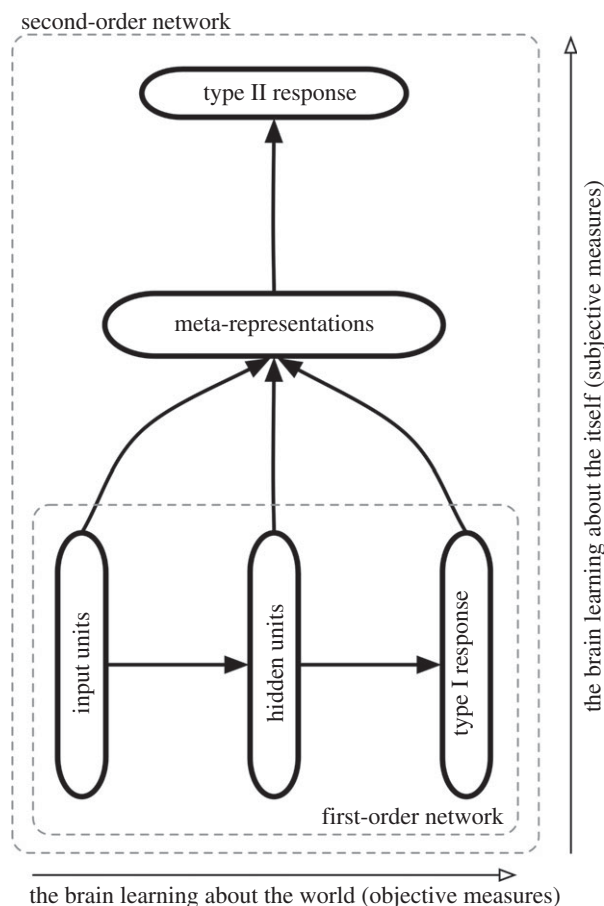 second-order network
type II response
meta-representations
input units
hidden units
type I response
first-order network
the brain learning about the world (objective measures)
the brain learning about the itself (subjective measures)